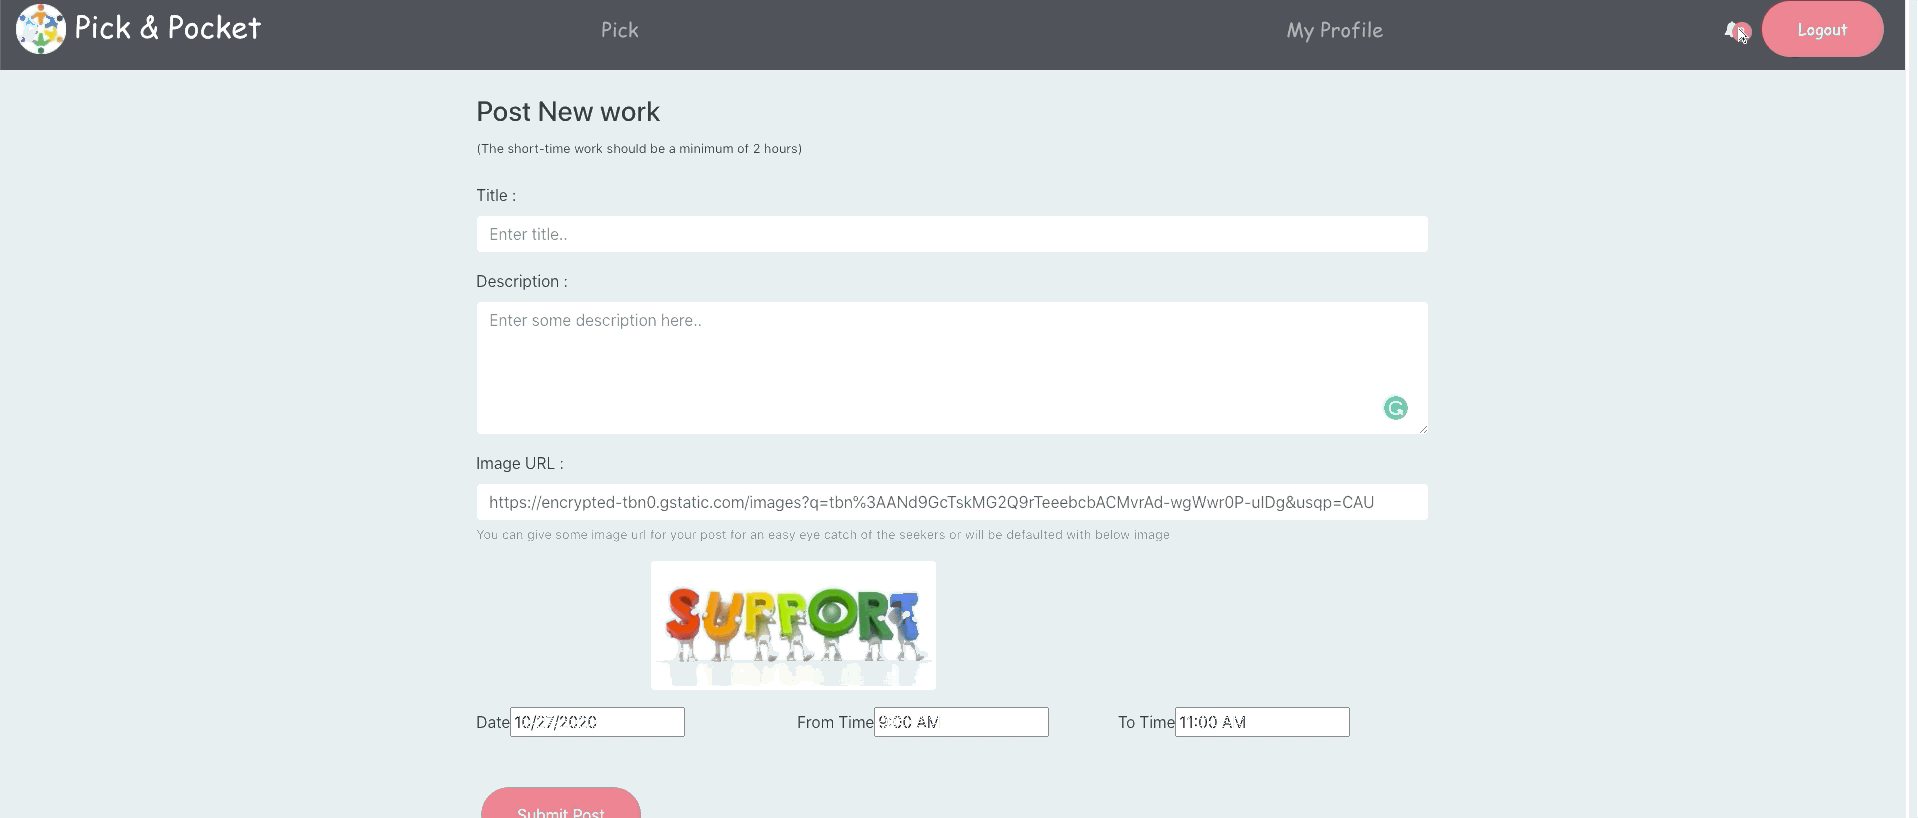 Pick & Pocket
Pick
My Profile
Logout
Post New work
(The short-time work should be a minimum of 2 hours)
Title :
Enter title..
Description :
Enter some description here..
Image URL :
https://encrypted-tbn0.gstatic.com/images?q=tbn%3AANd9GcTskMG2Q9rTeeebcbACMvrAd-wgWwr0P-uIDg&usqp=CAU
You can give some image url for your post for an easy eye catch of the seekers or will be defaulted with below image
SUPPORT
Date 10/27/2020 From Time 9:00 AM To Time 11:00 AM
Submit Post